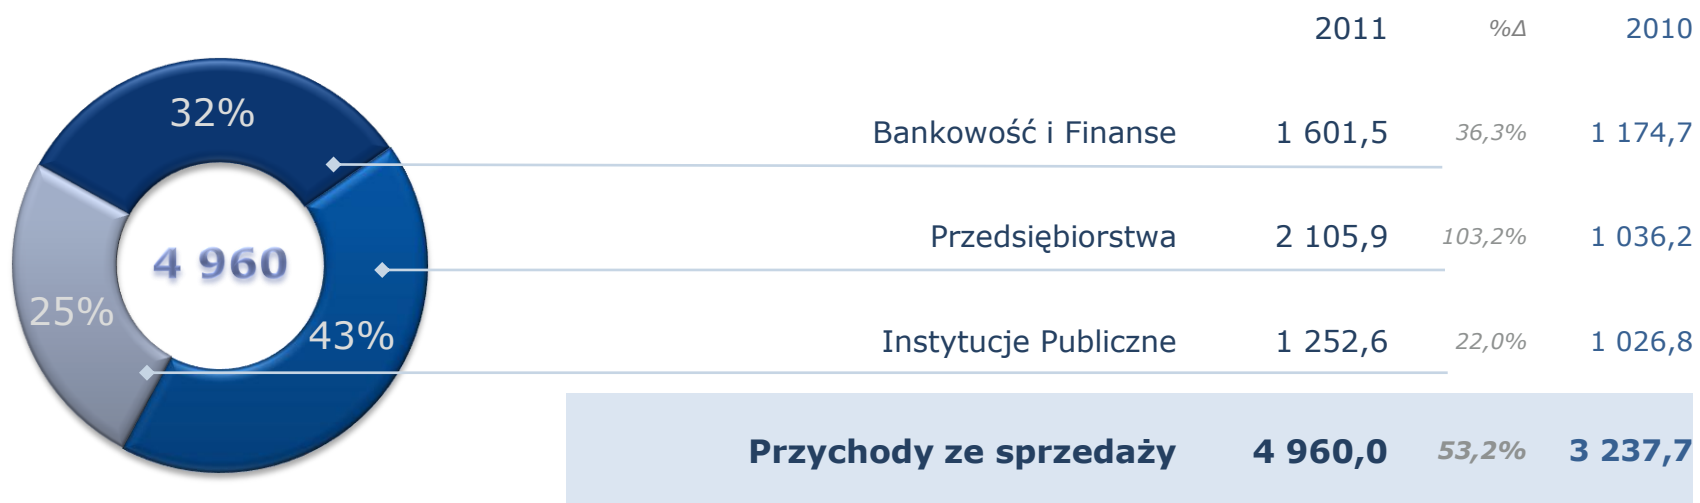 2011 %Δ 2010
32%
Bankowość i Finanse 1 601,5 36,3% 1 174,7
4 960
Przedsiębiorstwa 2 105,9 103,2% 1 036,2
25%
43%
Instytucje Publiczne 1 252,6 22,0% 1 026,8
Przychody ze sprzedaży 4 960,0 53,2% 3 237,7